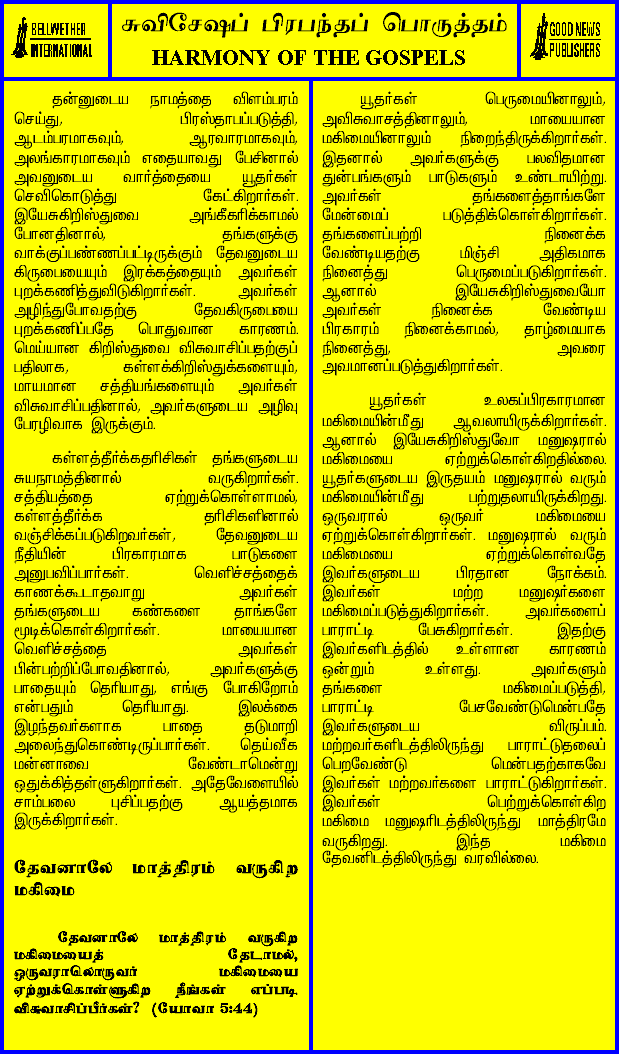 BELLWETHER
INTERNATIONAL
சுவிசேஷப் பிரபந்தப் பொருத்தம்
HARMONY OF THE GOSPELS
GOOD NEWS
PUBLISHERS
தன்னுடைய நாமத்தை விளம்பரம்
செய்து, பிரஸ்தாபப்படுத்தி,
ஆடம்பரமாகவும், ஆரவாரமாகவும்,
அலங்காரமாகவும் எதையாவது பேசினால்
அவனுடைய வார்த்தையை யூதர்கள்
செவிகொடுத்து கேட்கிறார்கள்.
இயேசுகிறிஸ்துவை அங்கீகரிக்காமல்
போனதினால், தங்களுக்கு
வாக்குப்பண்ணப்பட்டிருக்கும் தேவனுடைய
கிருபையையும் இரக்கத்தையும் அவர்கள்
புறக்கணித்துவிடுகிறார்கள். அவர்கள்
அழிந்துபோவதற்கு தேவகிருபையை
புறக்கணிப்பதே பொதுவான காரணம்.
மெய்யான கிறிஸ்துவை விசுவாசிப்பதற்குப்
பதிலாக, கள்ளக்கிறிஸ்துக்களையும்,
மாயமான சத்தியங்களையும் அவர்கள்
விசுவாசிப்பதினால், அவர்களுடைய அழிவு
பேரழிவாக இருக்கும்.
கள்ளத்தீர்க்கதரிசிகள் தங்களுடைய
சுயநாமத்தினால் வருகிறார்கள்.
சத்தியத்தை ஏற்றுக்கொள்ளாமல்,
கள்ளத்தீர்க்க தரிசிகளினால்
வஞ்சிக்கப்படுகிறவர்கள், தேவனுடைய
நீதியின் பிரகாரமாக பாடுகளை
அனுபவிப்பார்கள். வெளிச்சத்தைக்
காணக்கூடாதவாறு அவர்கள்
தங்களுடைய கண்களை தாங்களே
மூடிக்கொள்கிறார்கள். மாயையான
வெளிச்சத்தை அவர்கள்
பின்பற்றிப்போவதினால், அவர்களுக்கு
பாதையும் தெரியாது, எங்கு போகிறோம்
என்பதும் தெரியாது. இலக்கை
இழந்தவர்களாக பாதை தடுமாறி
அலைந்துகொண்டிருப்பார்கள். தெய்வீக
மன்னாவை வேண்டாமென்று
ஒதுக்கித்தள்ளுகிறார்கள். அதேவேளையில்
சாம்பலை புசிப்பதற்கு ஆயத்தமாக
இருக்கிறார்கள்.
தேவனாலே மாத்திரம் வருகிற
மகிமை
தேவனாலே மாத்திரம் வருகிற
மகிமையைத் தேடாமல்,
ஒருவராலொருவர் மகிமையை
ஏற்றுக்கொள்ளுகிற நீங்கள் எப்படி
விசுவாசிப்பீர்கள்? (யோவா 5:44)
யூதர்கள் பெருமையினாலும்,
அவிசுவாசத்தினாலும், மாயையான
மகிமையினாலும் நிறைந்திருக்கிறார்கள்.
இதனால் அவர்களுக்கு பலவிதமான
துன்பங்களும் பாடுகளும் உண்டாயிற்று.
அவர்கள் தங்களைத்தாங்களே
மேன்மைப் படுத்திக்கொள்கிறார்கள்.
தங்களைப்பற்றி நினைக்க
வேண்டியதற்கு மிஞ்சி அதிகமாக
நினைத்து பெருமைப்படுகிறார்கள்.
ஆனால் இயேசுகிறிஸ்துவையோ
அவர்கள் நினைக்க வேண்டிய
பிரகாரம் நினைக்காமல், தாழ்மையாக
நினைத்து, அவரை
அவமானப்படுத்துகிறார்கள்.
யூதர்கள் உலகப்பிரகாரமான
மகிமையின்மீது ஆவலாயிருக்கிறார்கள்.
ஆனால் இயேசுகிறிஸ்துவோ மனுஷரால்
மகிமையை ஏற்றுக்கொள்கிறதில்லை.
யூதர்களுடைய இருதயம் மனுஷரால் வரும்
மகிமையின்மீது பற்றுதலாயிருக்கிறது.
ஒருவரால் ஒருவர் மகிமையை
ஏற்றுக்கொள்கிறார்கள். மனுஷரால் வரும்
மகிமையை ஏற்றுக்கொள்வதே
இவர்களுடைய பிரதான நோக்கம்.
இவர்கள் மற்ற மனுஷர்களை
மகிமைப்படுத்துகிறார்கள். அவர்களைப்
பாராட்டி பேசுகிறார்கள். இதற்கு
இவர்களிடத்தில் உள்ளான காரணம்
ஒன்றும் உள்ளது. அவர்களும்
தங்களை மகிமைப்படுத்தி,
பாராட்டி பேசவேண்டுமென்பதே
இவர்களுடைய விருப்பம்.
மற்றவர்களிடத்திலிருந்து பாராட்டுதலைப்
பெறவேண்டு மென்பதற்காகவே
இவர்கள் மற்றவர்களை பாராட்டுகிறார்கள்.
இவர்கள் பெற்றுக்கொள்கிற
மகிமை மனுஷரிடத்திலிருந்து மாத்திரமே
வருகிறது. இந்த மகிமை
தேவனிடத்திலிருந்து வரவில்லை.